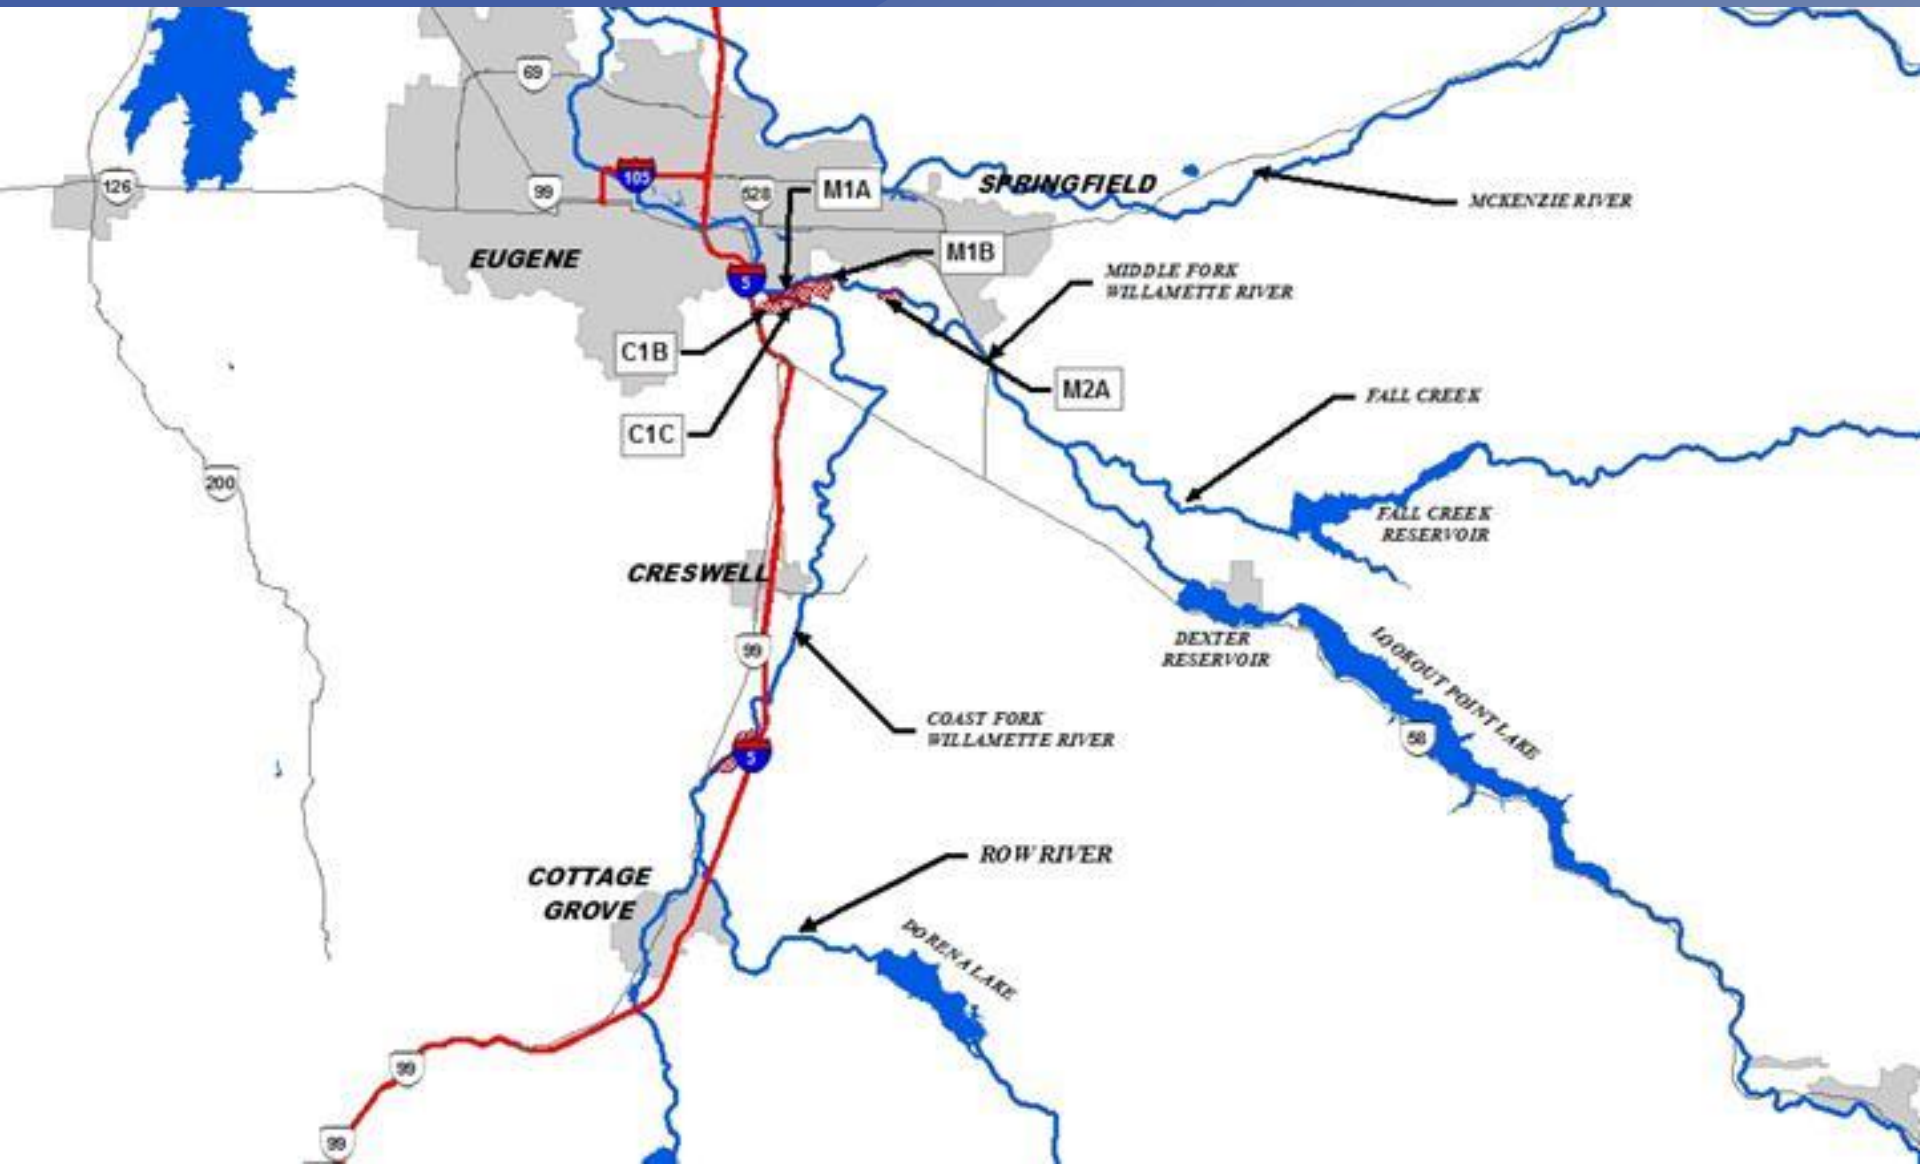 69
126
99
105
528
M1A
SPRINGFIELD
MCKENZIE RIVER
EUGENE
M1B
5
MIDDLE FORK
WILLAMETTE RIVER
C1B
M2A
FALL CREEK
C1C
200
FALL CREEK
RESERVOIR
CRESWELL
99
DEXTER
RESERVOIR
LOOKOUT POINT LAKE
58
COAST FORK
WILLAMETTE RIVER
5
ROW RIVER
COTTAGE
GROVE
DORENA LAKE
99
99